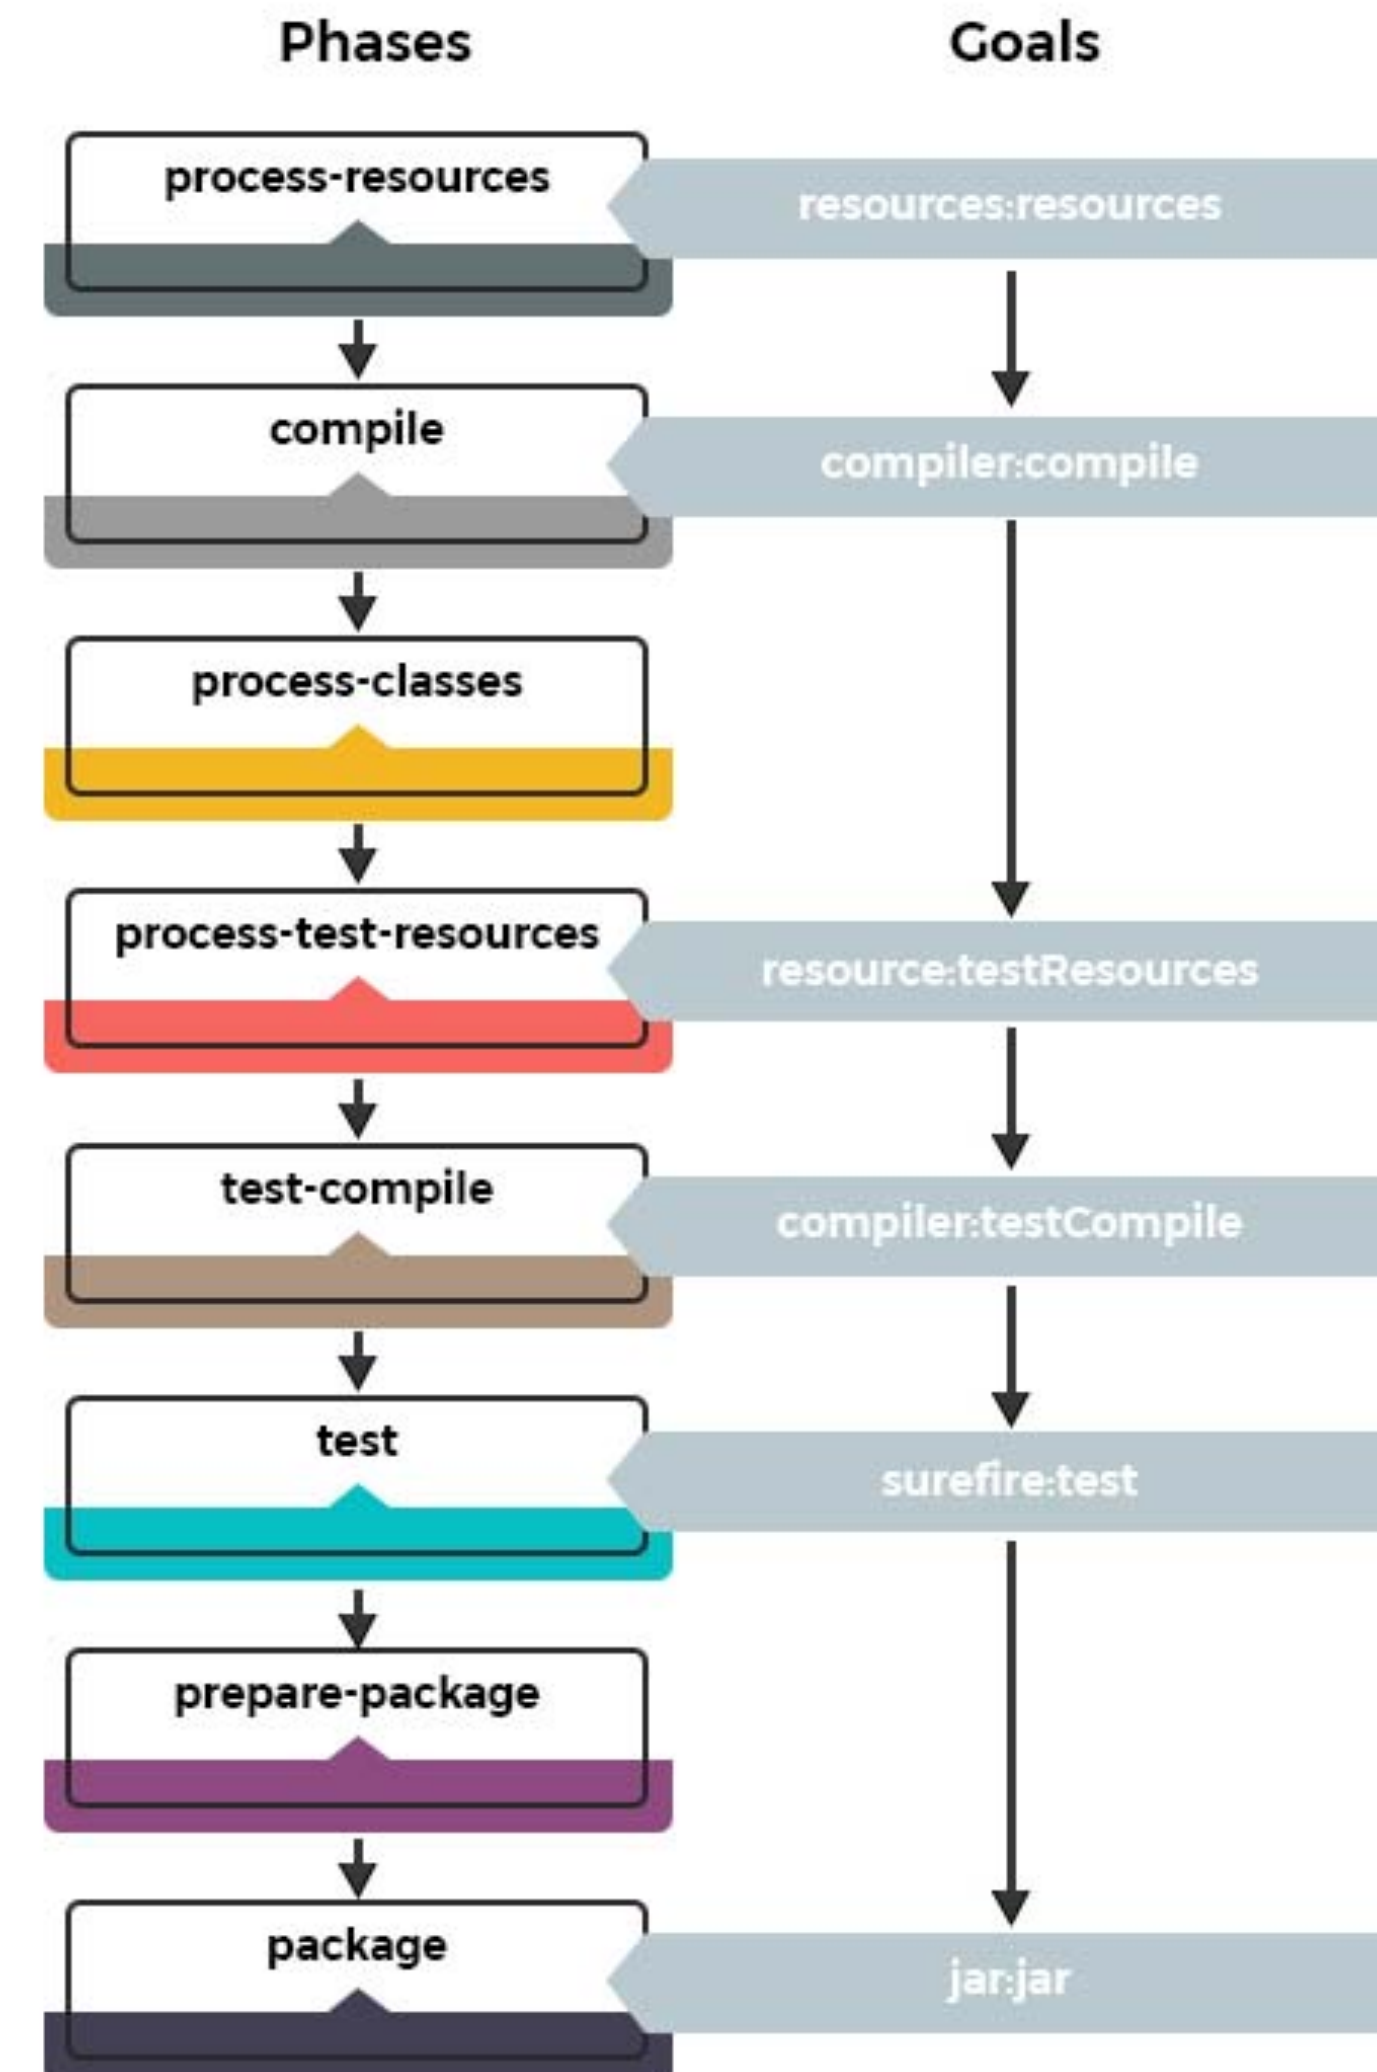 Phases
Goals
process-resources
resources:resources
compile
compiler:compile
process-classes
process-test-resources
resource:testResources
test-compile
compiler:testCompile
test
surefire:test
prepare-package
package
jar:jar